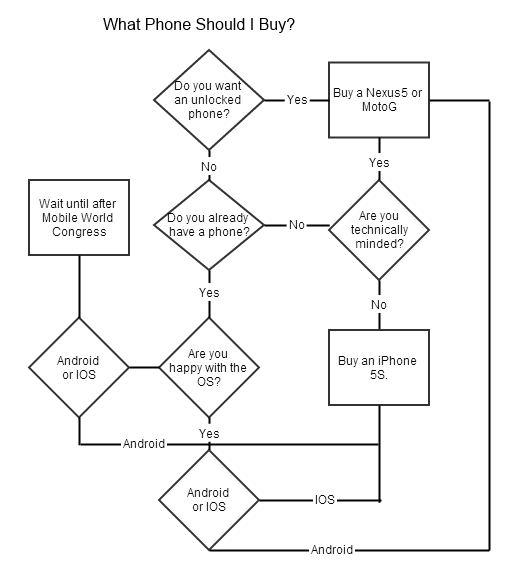 What Phone Should I Buy?
Do you want
an unlocked
phone?
Yes
Buy a Nexus5 or
MotoG
No
Yes
Wait until after
Mobile World
Congress
Do you already
have a phone?
No
Are you
technically
minded?
Yes
No
Android
or IOS
Are you
happy with the
OS?
Buy an iPhone
5S.
Yes
Android
Android
or IOS
IOS
Android